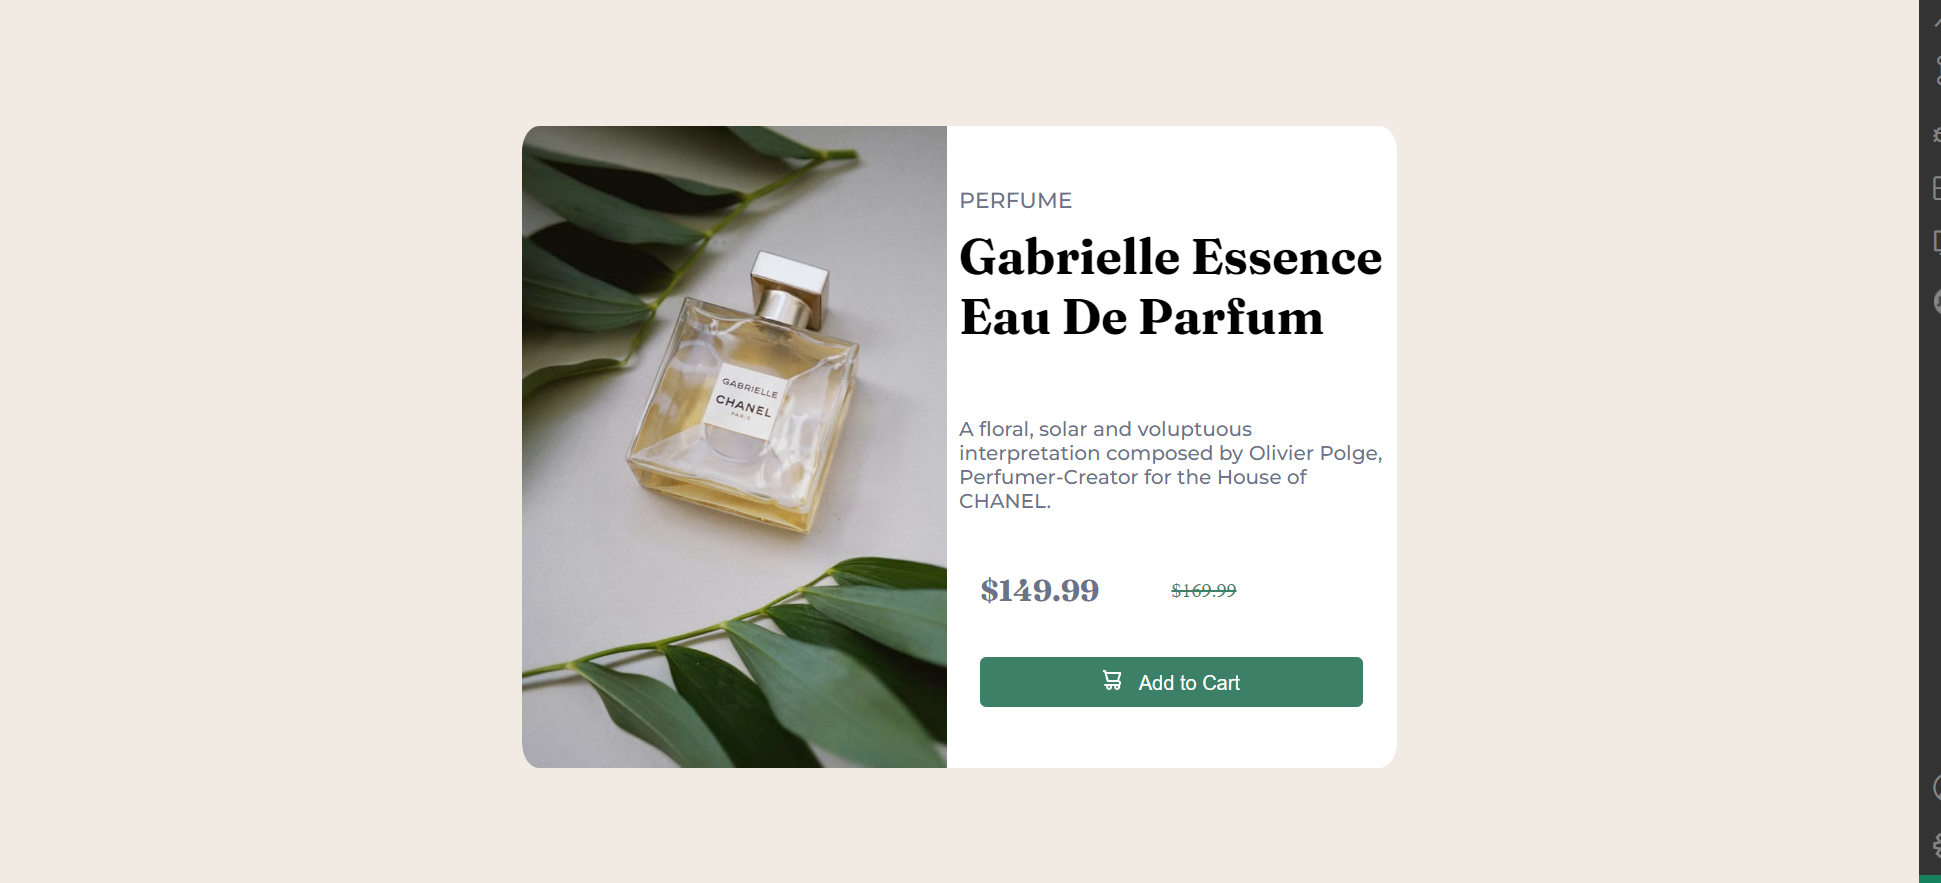 GABRIELLE
CHANEL
PARIS
PERFUME
Gabrielle Essence
Eau De Parfum
A floral, solar and voluptuous
interpretation composed by Olivier Polge,
Perfumer-Creator for the House of
CHANEL.
$149.99 $169.99
Add to Cart